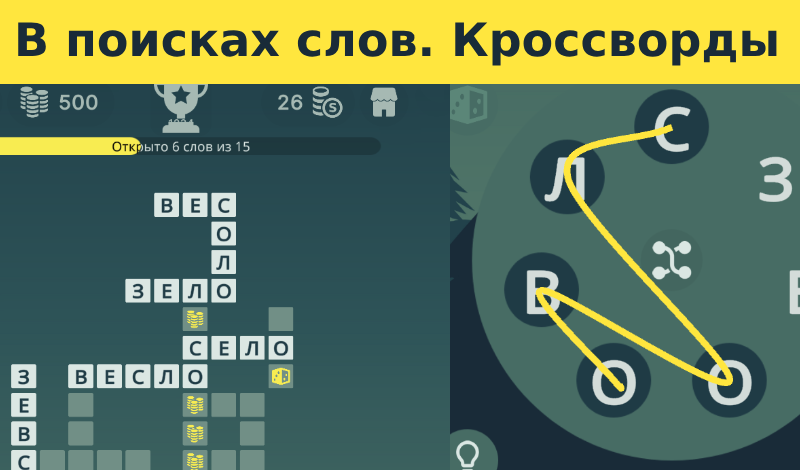 В поисках слов. Кроссворды
500
26
S
Открыто 6 слов из 15
ВЕС
О
Л
ЗЕЛО
СЕЛО
З ВЕСЛО
Е
В
С
С
Л
З
В
О О